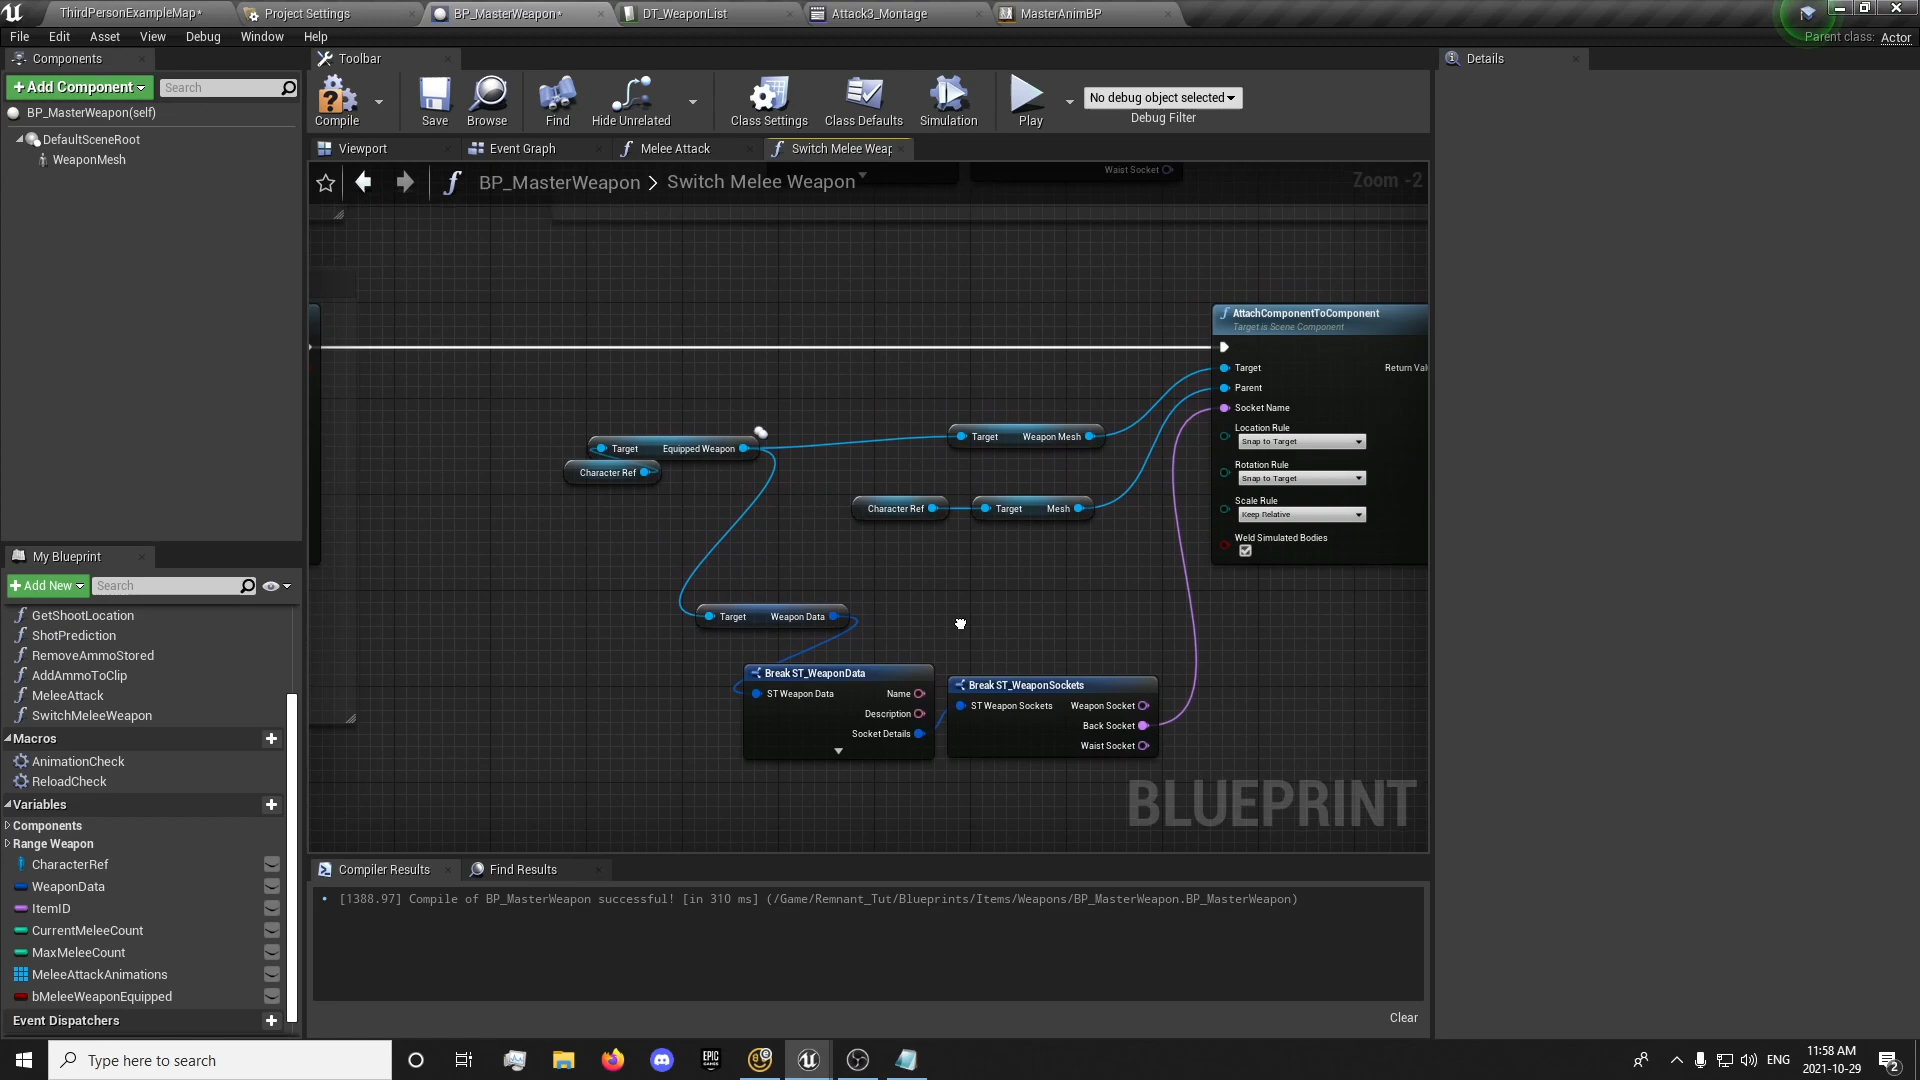 ThirdPersonExampleMap*
Project Settings
BP_MasterWeapon*
DT_WeaponList
Attack3_Montage
MasterAnimBP
File
Edit
Asset
View
Debug
Window
Help
Parent class: Actor
Components
Toolbar
Details
+Add Component
Search
BP_MasterWeapon(self)
DefaultSceneRoot
WeaponMesh
Compile
Save
Browse
Find
Hide Unrelated
Class Settings
Class Defaults
Simulation
Play
No debug object selected
Debug Filter
Viewport
Event Graph
Melee Attack
Switch Melee Weap
BP_MasterWeapon > Switch Melee Weapon
Waist Socket
Zoom -2
AttachComponentToComponent
Target is Scene Component
Target
Return Val
Parent
Socket Name
Location Rule
Snap to Target
Rotation Rule
Snap to Target
Scale Rule
Keep Relative
Weld Simulated Bodies
Target Equipped Weapon
Character Ref
Target Weapon Mesh
Character Ref
Target Mesh
Target Weapon Data
Break ST_WeaponData
ST Weapon Data
Name
Description
Socket Details
Break ST_WeaponSockets
ST Weapon Sockets
Weapon Socket
Back Socket
Waist Socket
BLUEPRINT
My Blueprint
+Add New
Search
GetShootLocation
ShotPrediction
RemoveAmmoStored
AddAmmoToClip
MeleeAttack
SwitchMeleeWeapon
Macros
AnimationCheck
ReloadCheck
Variables
Components
Range Weapon
CharacterRef
WeaponData
ItemID
CurrentMeleeCount
MaxMeleeCount
MeleeAttackAnimations
bMeleeWeaponEquipped
Event Dispatchers
Compiler Results
Find Results
[1388.97] Compile of BP_MasterWeapon successful! [in 310 ms] (/Game/Remnant_Tut/Blueprints/Items/Weapons/BP_MasterWeapon.BP_MasterWeapon)
Clear
Type here to search
EPIC
GAMES
ENG
11:58 AM
2021-10-29
2